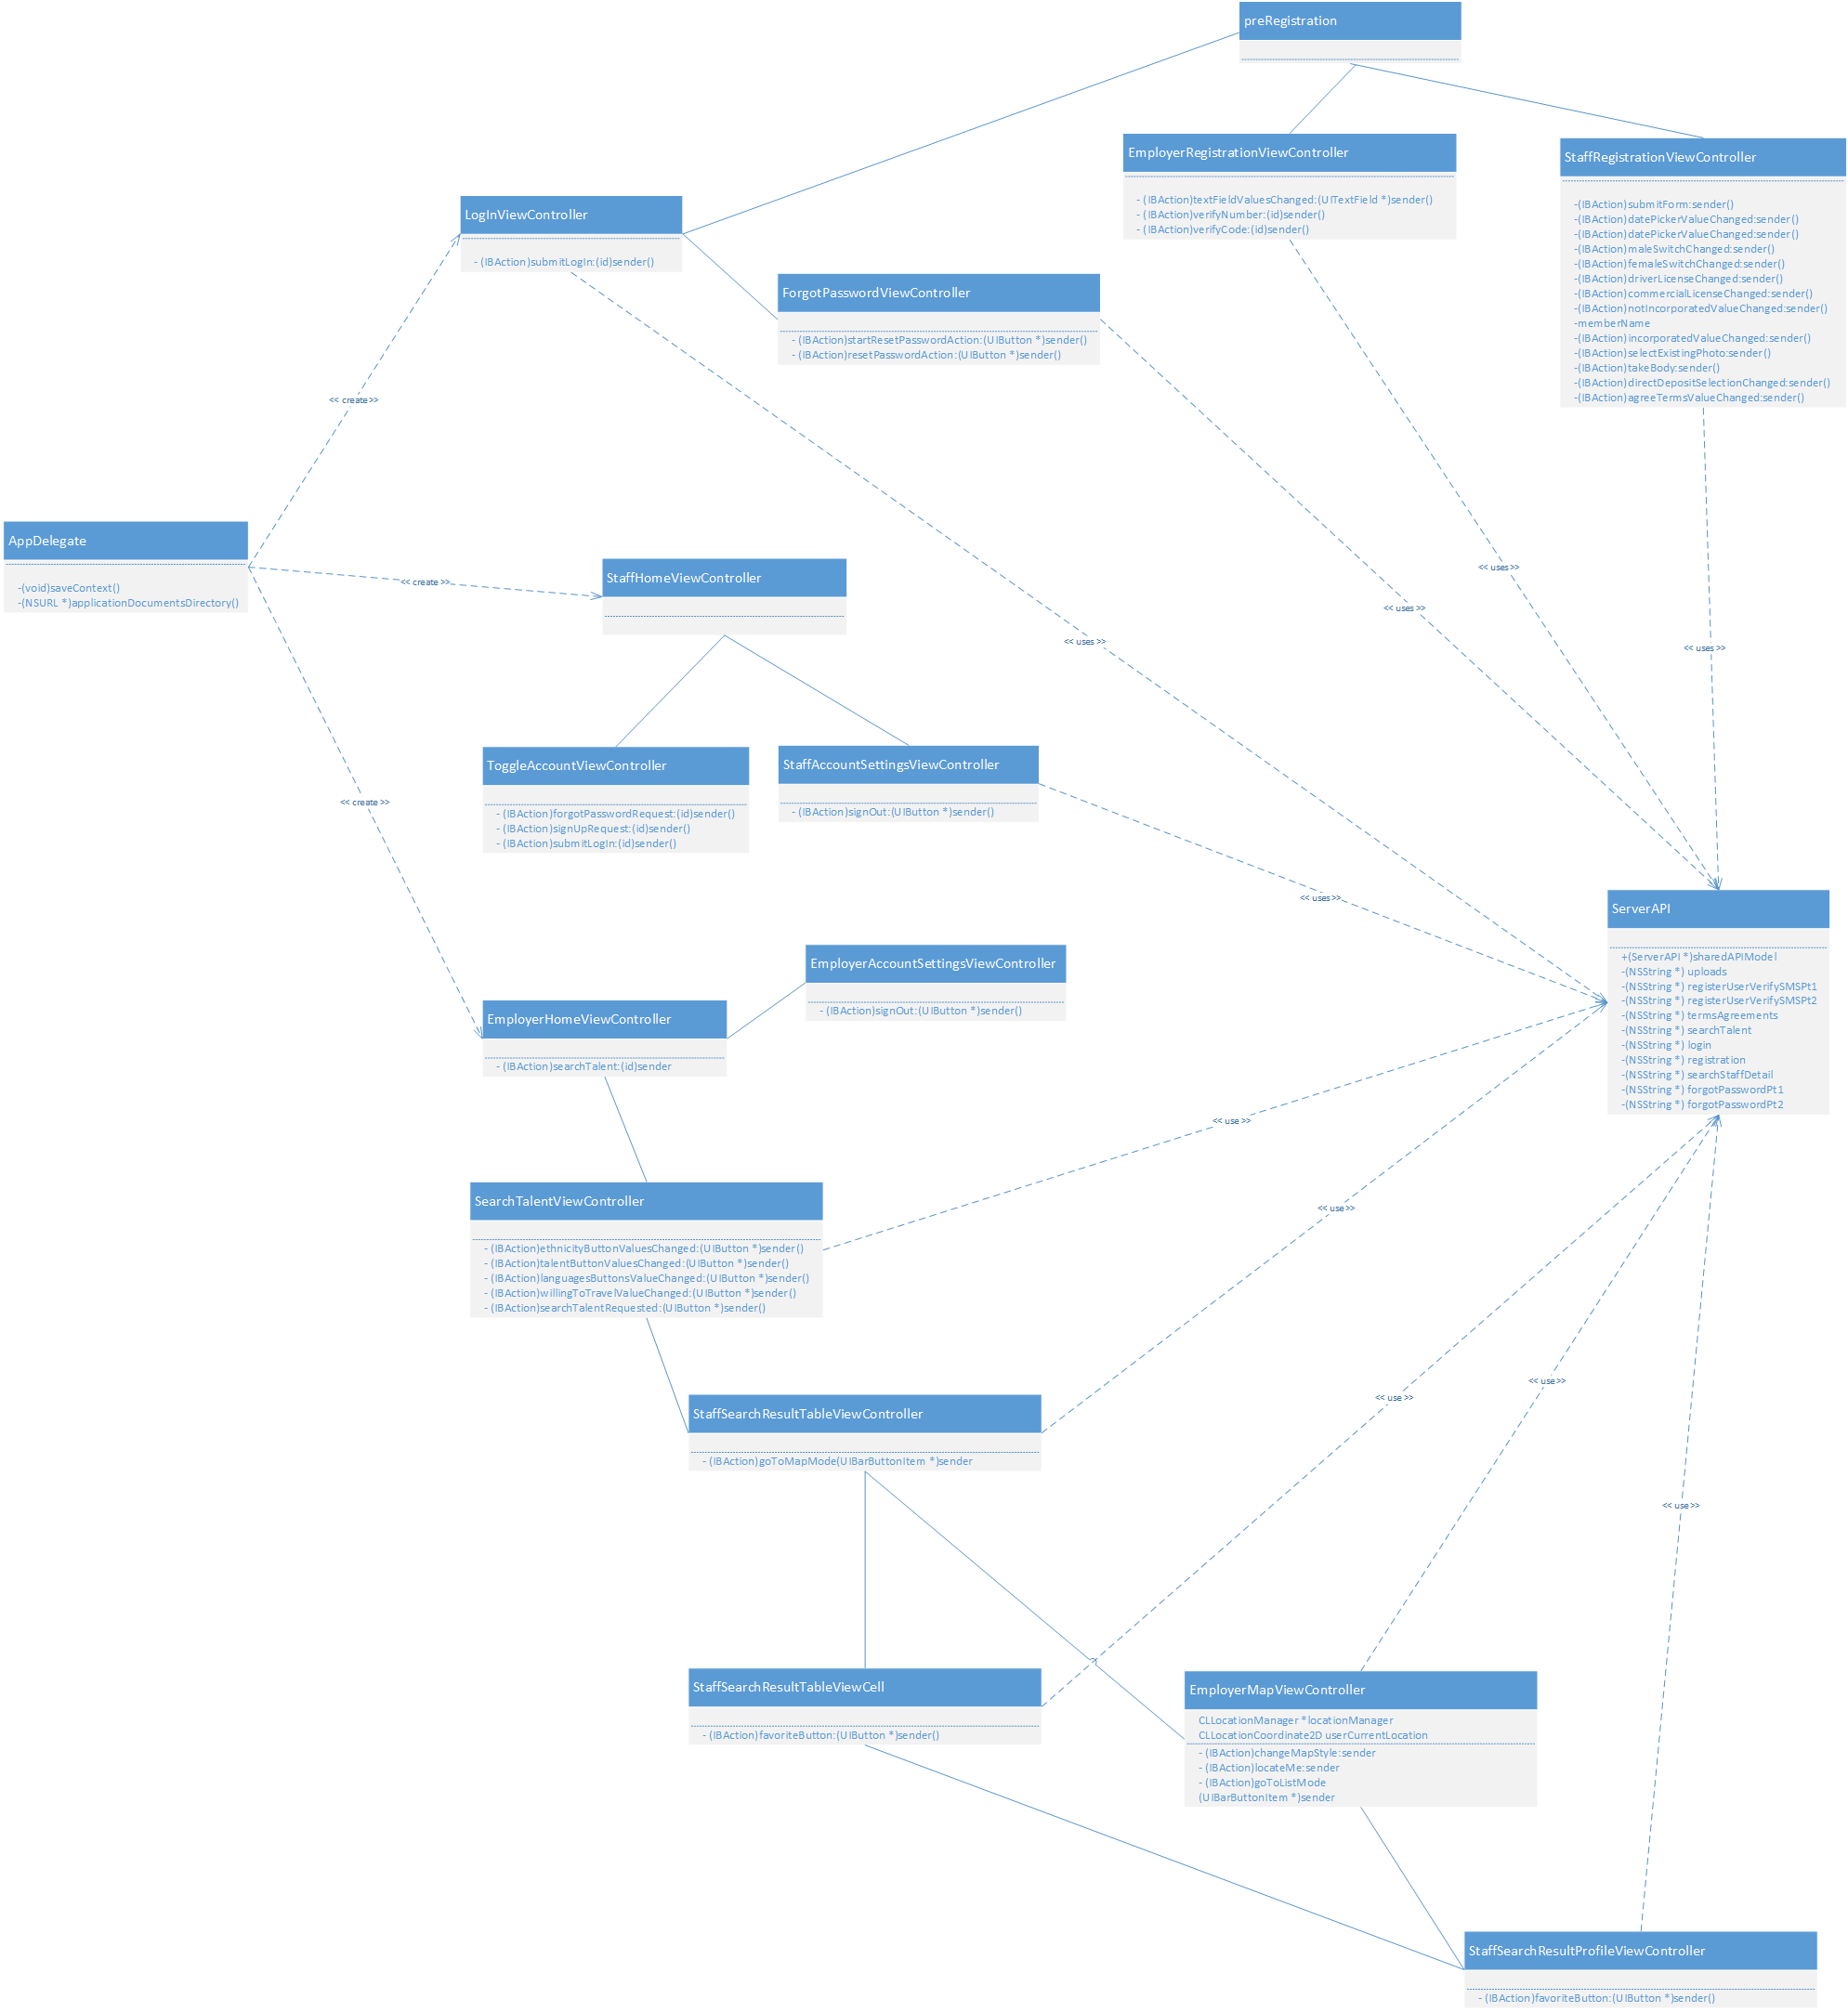 preRegistration
EmployerRegistrationViewController
- (IBAction)textFieldValuesChanged:(UITextField *)sender()
- (IBAction)verifyNumber:(id)sender()
- (IBAction)verifyCode:(id)sender()
StaffRegistrationViewController
-(IBAction)submitForm:sender()
-(IBAction)datePickerValueChanged:sender()
-(IBAction)datePickerValueChanged:sender()
-(IBAction)maleSwitchChanged:sender()
-(IBAction)femaleSwitchChanged:sender()
-(IBAction)driverLicenseChanged:sender()
-(IBAction)commercialLicenseChanged:sender()
-(IBAction)notIncorporatedValueChanged:sender()
-memberName
-(IBAction)incorporatedValueChanged:sender()
-(IBAction)selectExistingPhoto:sender()
-(IBAction)takeBody:sender()
-(IBAction)directDepositSelectionChanged:sender()
-(IBAction)agreeTermsValueChanged:sender()
LogInViewController
- (IBAction)submitLogIn:(id)sender()
ForgotPasswordViewController
- (IBAction)startResetPasswordAction:(UIButton *)sender()
- (IBAction)resetPasswordAction:(UIButton *)sender()
<< create >>
AppDelegate
-(void)saveContext()
-(NSURL *)applicationDocumentsDirectory()
<< create >>
StaffHomeViewController
<< uses >>
<< uses >>
<< uses >>
<< uses >>
ToggleAccountViewController
- (IBAction)forgotPasswordRequest:(id)sender()
- (IBAction)signUpRequest:(id)sender()
- (IBAction)submitLogIn:(id)sender()
StaffAccountSettingsViewController
- (IBAction)signOut:(UIButton *)sender()
<< create >>
<< uses >>
ServerAPI
+(ServerAPI *)sharedAPIModel
-(NSString *) uploads
-(NSString *) registerUserVerifySMSPt1
-(NSString *) registerUserVerifySMSPt2
-(NSString *) termsAgreements
-(NSString *) searchTalent
-(NSString *) login
-(NSString *) registration
-(NSString *) searchStaffDetail
-(NSString *) forgotPasswordPt1
-(NSString *) forgotPasswordPt2
EmployerAccountSettingsViewController
- (IBAction)signOut:(UIButton *)sender()
EmployerHomeViewController
- (IBAction)searchTalent:(id)sender
<< use >>
SearchTalentViewController
- (IBAction)ethnicityButtonValuesChanged:(UIButton *)sender()
- (IBAction)talentButtonValuesChanged:(UIButton *)sender()
- (IBAction)languagesButtonsValueChanged:(UIButton *)sender()
- (IBAction)willingToTravelValueChanged:(UIButton *)sender()
- (IBAction)searchTalentRequested:(UIButton *)sender()
<< use >>
StaffSearchResultTableViewController
- (IBAction)goToMapMode(UIBarButtonItem *)sender
<< use >>
<< use >>
<< use >>
StaffSearchResultTableViewCell
- (IBAction)favoriteButton:(UIButton *)sender()
EmployerMapViewController
CLLocationManager *locationManager
CLLocationCoordinate2D userCurrentLocation
- (IBAction)changeMapStyle:sender
- (IBAction)locateMe:sender
- (IBAction)goToListMode
(UIBarButtonItem *)sender
StaffSearchResultProfileViewController
- (IBAction)favoriteButton:(UIButton *)sender()